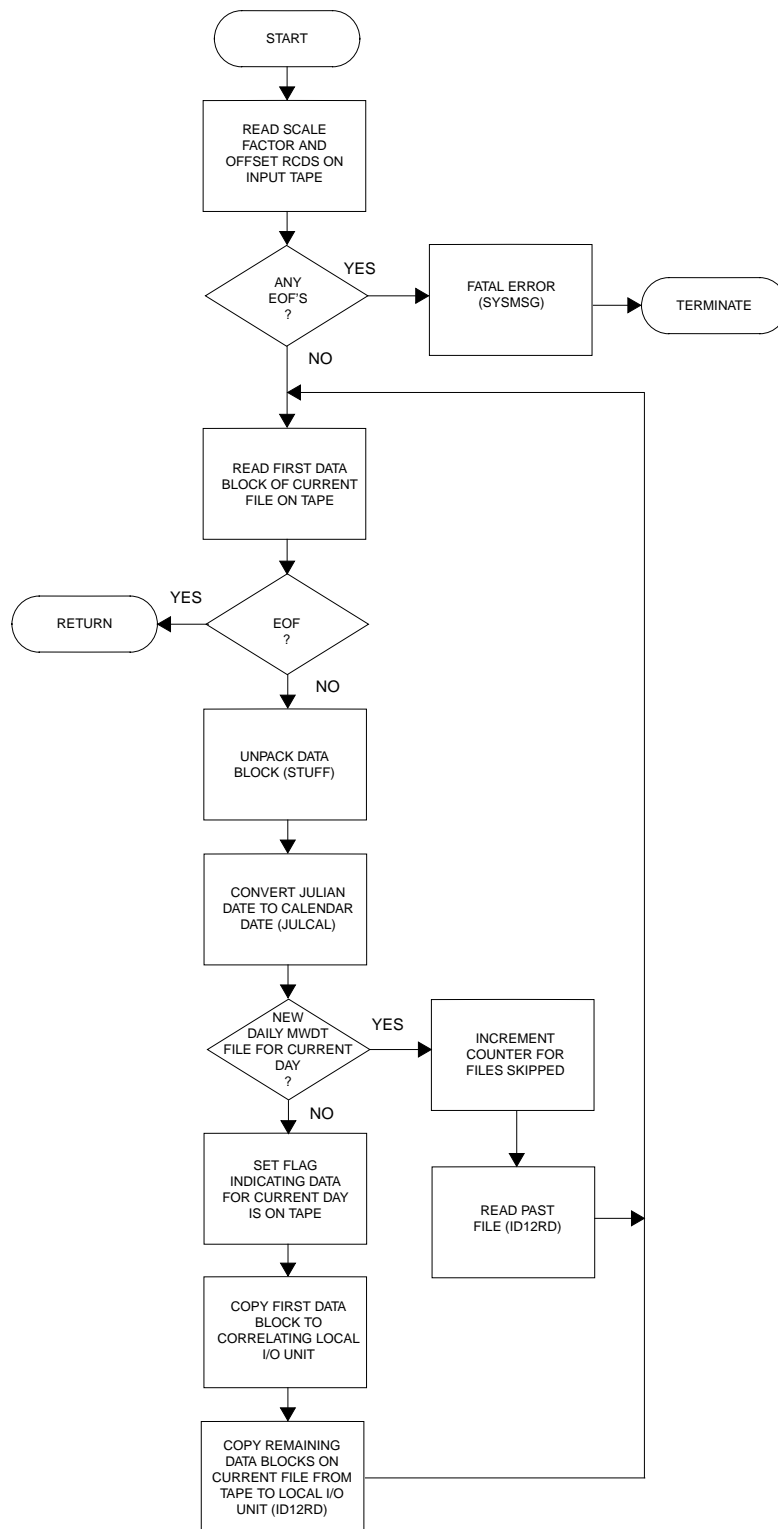 START
READ SCALE
FACTOR AND
OFFSET RCDS ON
INPUT TAPE
ANY
EOF'S
?
YES
FATAL ERROR
(SYSMSG)
TERMINATE
NO
READ FIRST DATA
BLOCK OF CURRENT
FILE ON TAPE
EOF
?
YES
RETURN
NO
UNPACK DATA
BLOCK (STUFF)
CONVERT JULIAN
DATE TO CALENDAR
DATE (JULCAL)
NEW
DAILY MWDT
FILE FOR CURRENT
DAY
?
YES
INCREMENT
COUNTER FOR
FILES SKIPPED
NO
READ PAST
FILE (ID12RD)
SET FLAG
INDICATING DATA
FOR CURRENT DAY
IS ON TAPE
COPY FIRST DATA
BLOCK TO
CORRELATING LOCAL
I/O UNIT
COPY REMAINING
DATA BLOCKS ON
CURRENT FILE FROM
TAPE TO LOCAL I/O
UNIT (ID12RD)